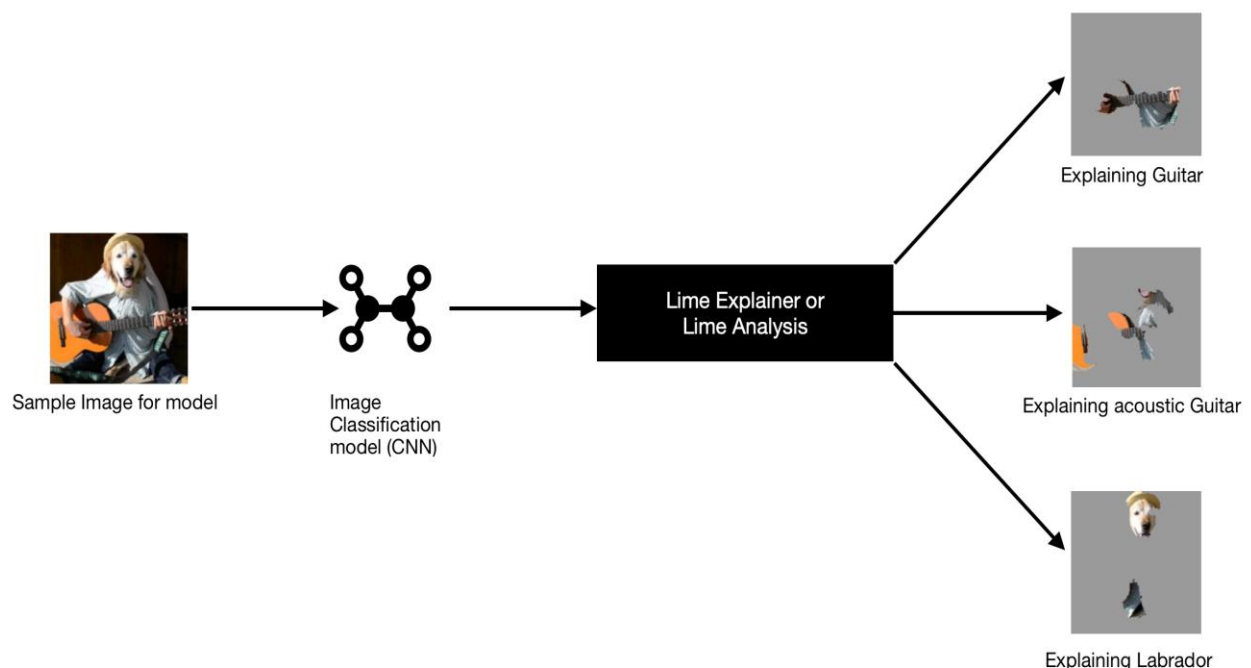 Explaining Guitar
Lime Explainer or
Lime Analysis
Sample Image for model
Image
Classification
model (CNN)
Explaining acoustic Guitar
Explaining Labrador